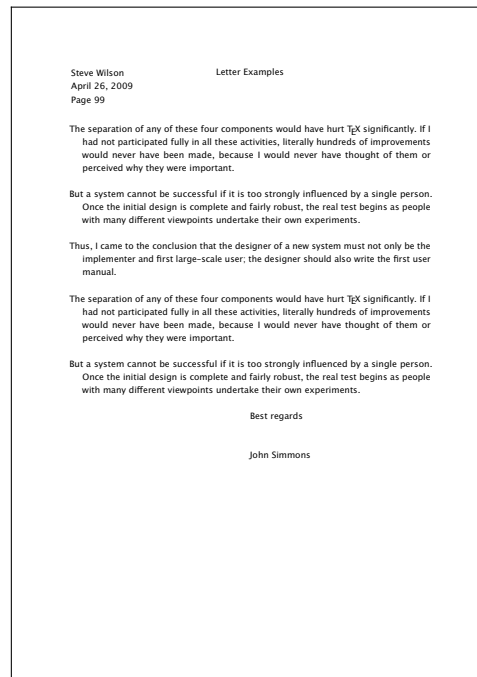 Steve Wilson Letter Examples
April 26, 2009
Page 99
The separation of any of these four components would have hurt TEX significantly. If I
had not participated fully in all these activities, literally hundreds of improvements
would never have been made, because I would never have thought of them or
perceived why they were important.
But a system cannot be successful if it is too strongly influenced by a single person.
Once the initial design is complete and fairly robust, the real test begins as people
with many different viewpoints undertake their own experiments.
Thus, I came to the conclusion that the designer of a new system must not only be the
implementer and first large-scale user; the designer should also write the first user
manual.
The separation of any of these four components would have hurt TEX significantly. If I
had not participated fully in all these activities, literally hundreds of improvements
would never have been made, because I would never have thought of them or
perceived why they were important.
But a system cannot be successful if it is too strongly influenced by a single person.
Once the initial design is complete and fairly robust, the real test begins as people
with many different viewpoints undertake their own experiments.
Best regards
John Simmons